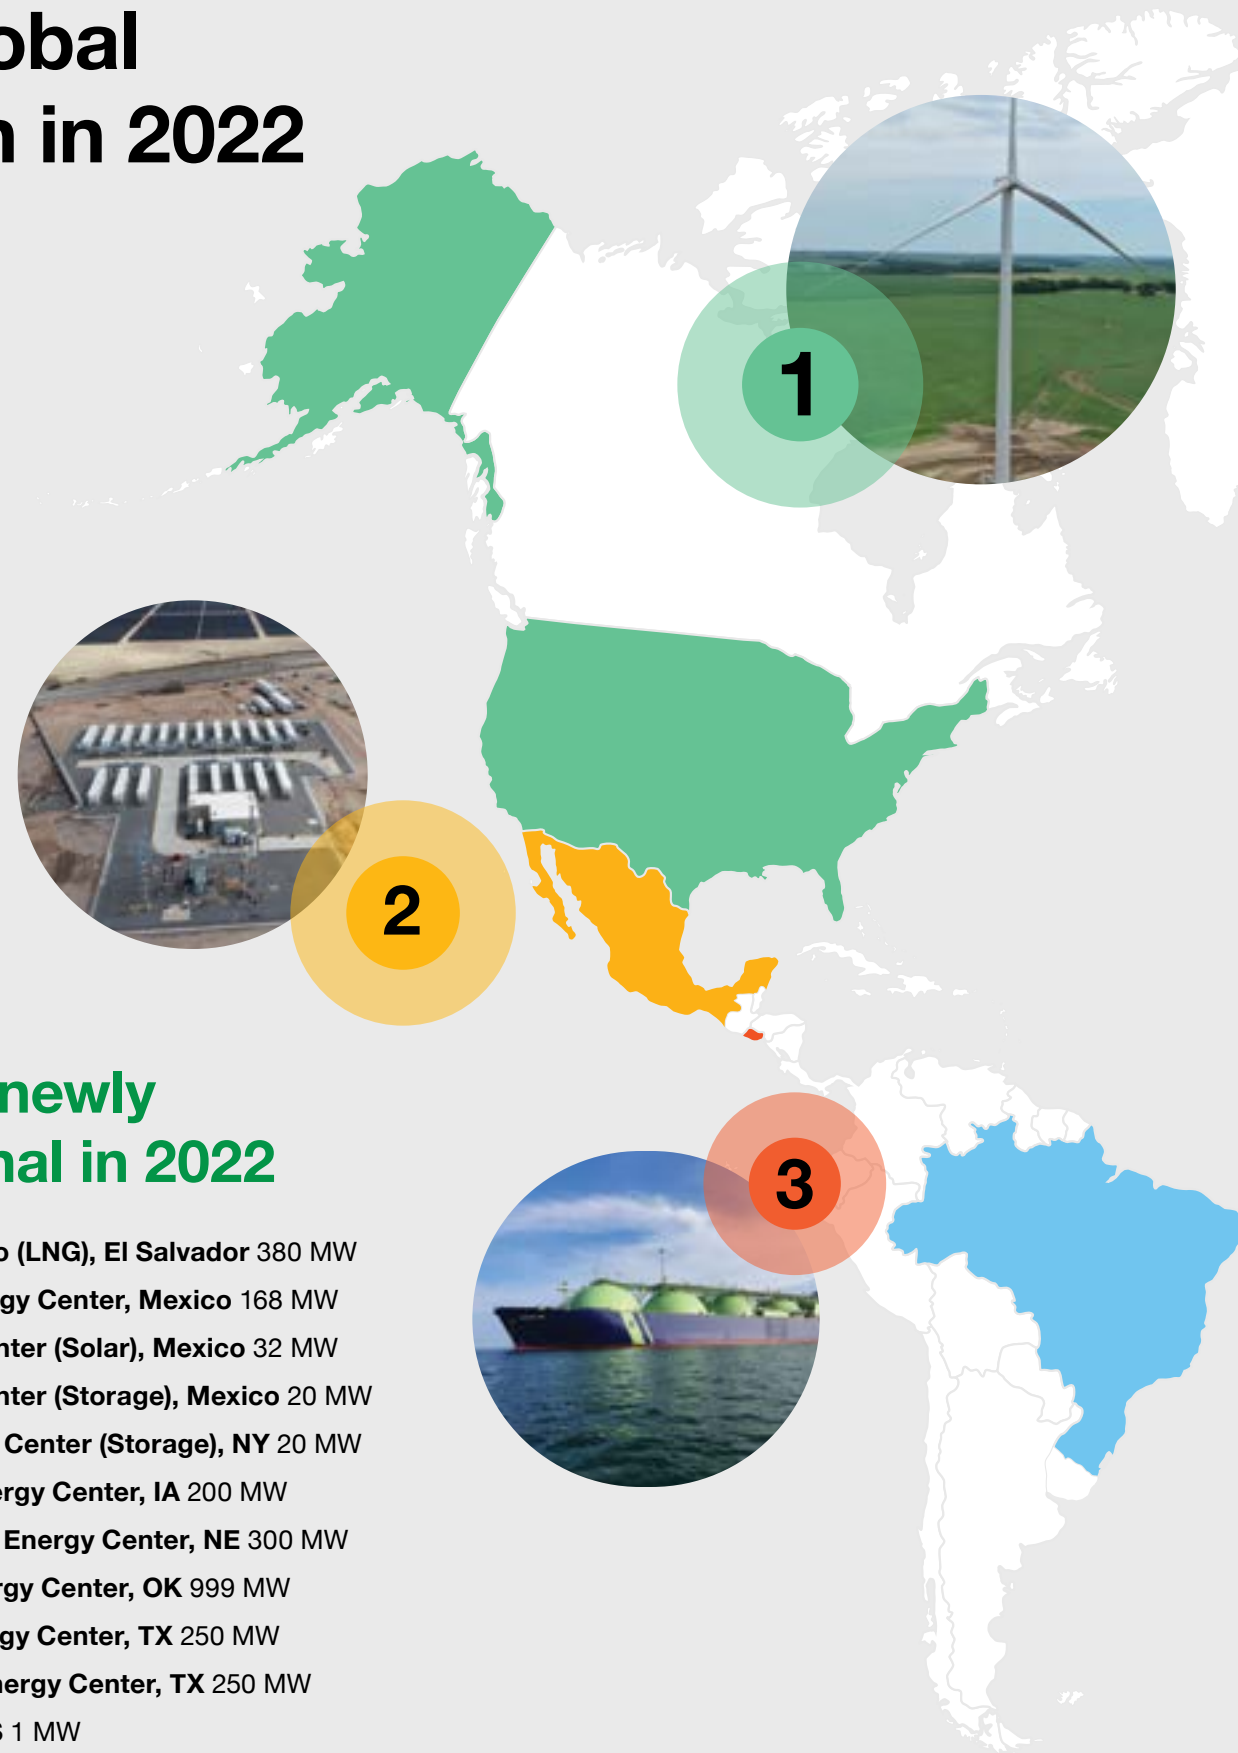 obal
n in 2022
1
2
newly
nal in 2022
3
o (LNG), El Salvador 380 MW
gy Center, Mexico 168 MW
nter (Solar), Mexico 32 MW
nter (Storage), Mexico 20 MW
Center (Storage), NY 20 MW
ergy Center, IA 200 MW
Energy Center, NE 300 MW
rgy Center, OK 999 MW
gy Center, TX 250 MW
nergy Center, TX 250 MW
S 1 MW